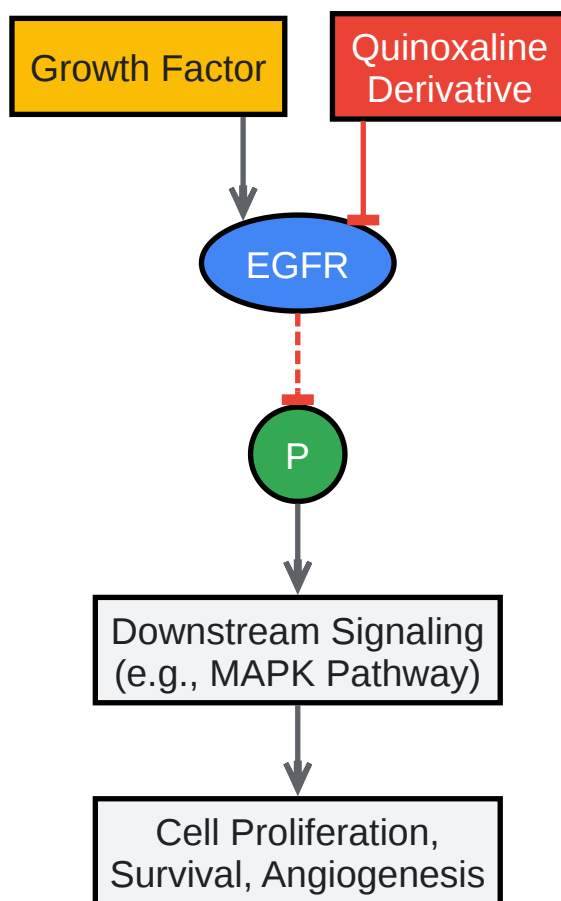 Growth Factor
Quinoxaline
Derivative
EGFR
P
Downstream Signaling
(e.g., MAPK Pathway)
Cell Proliferation,
Survival, Angiogenesis